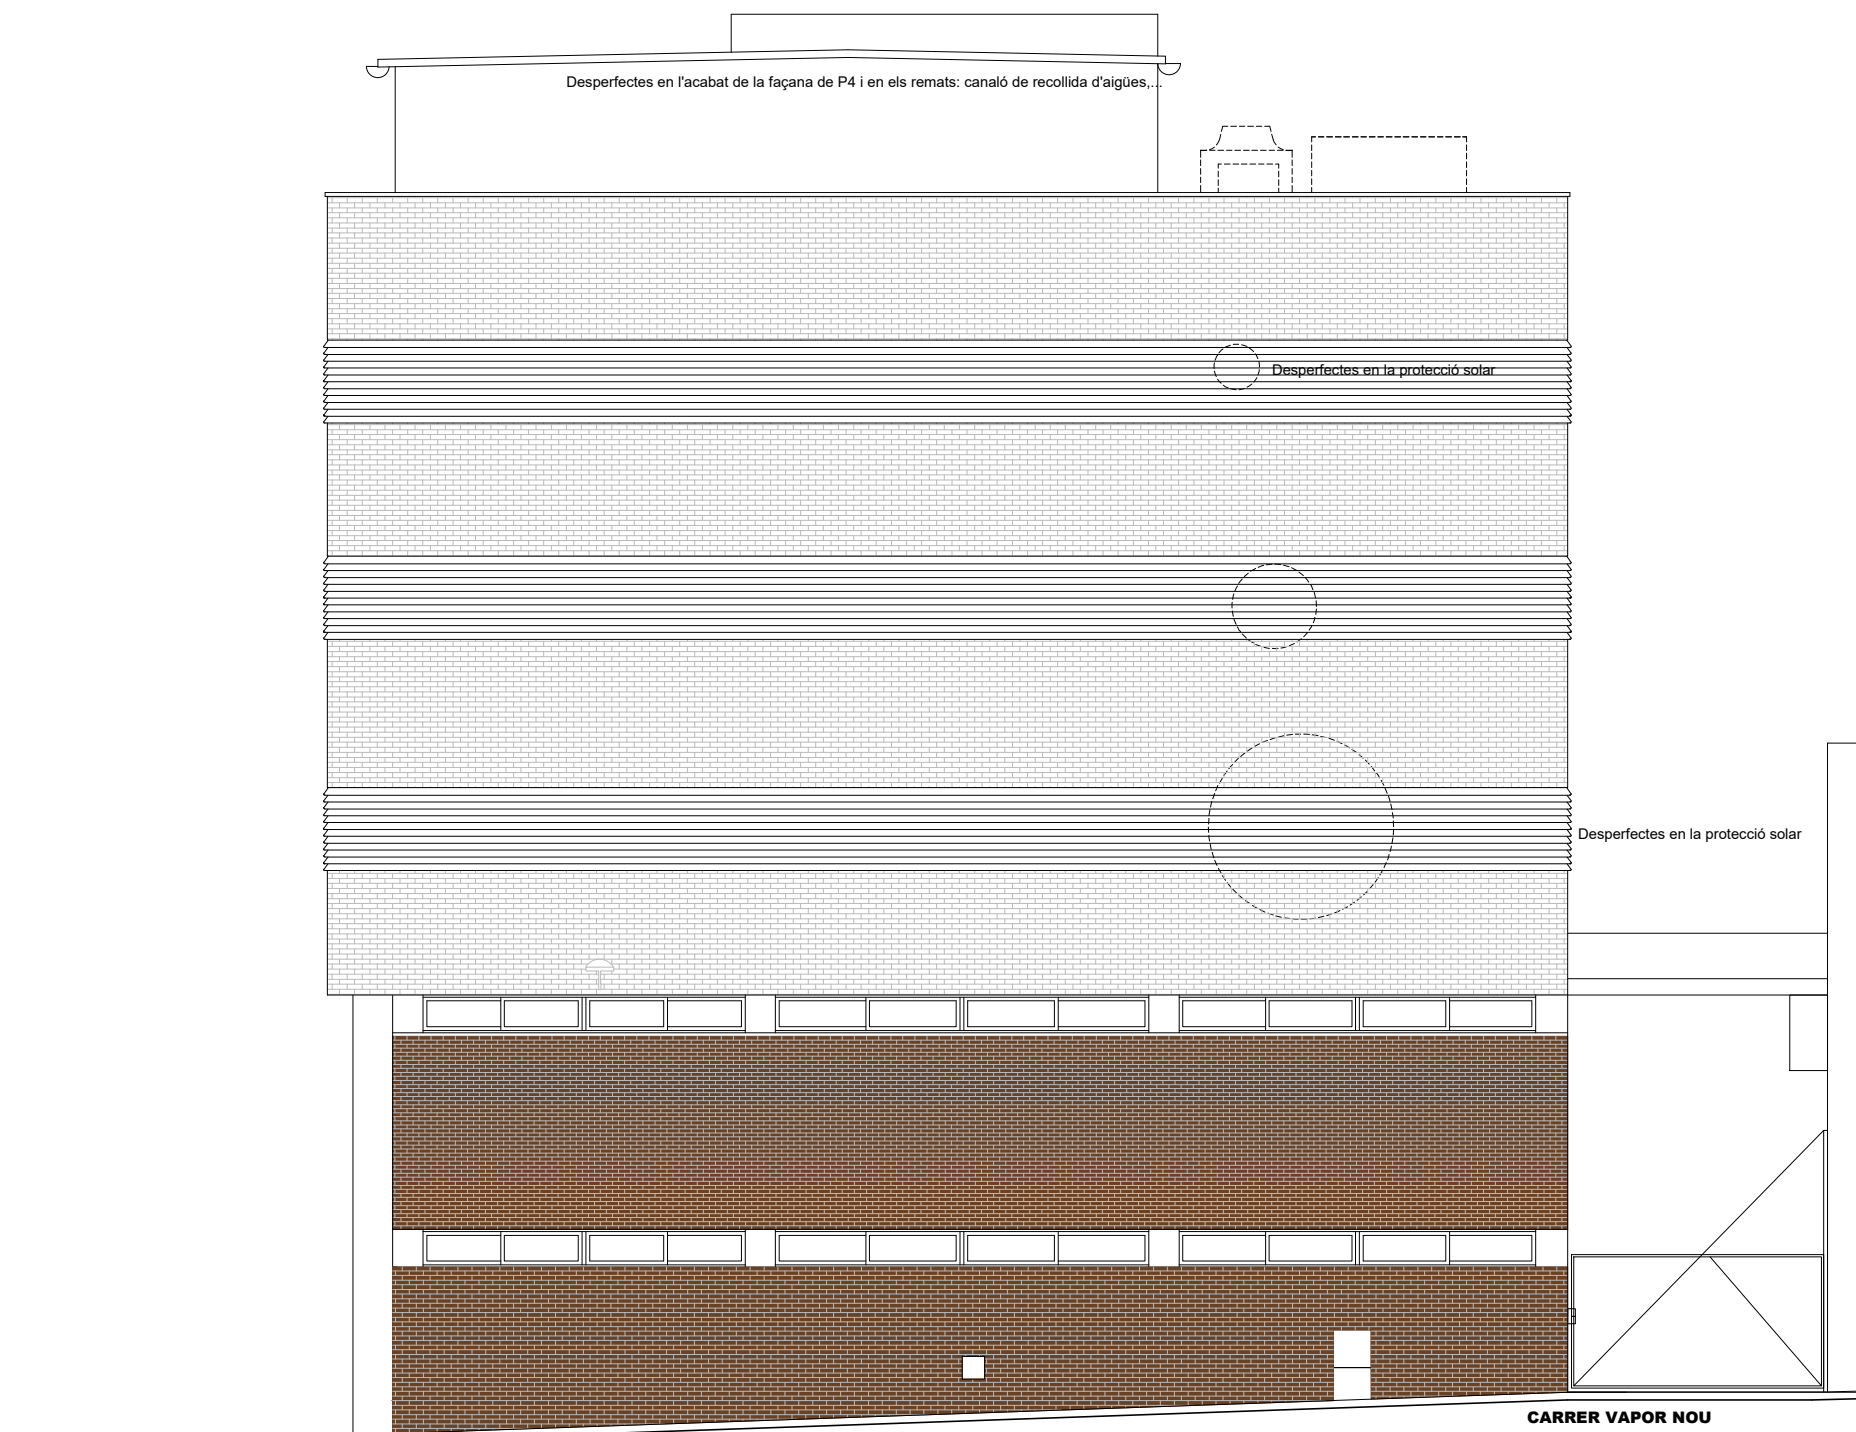 Desperfectes en l'acabat de la façana de P4 i en els remats: canaló de recollida d'aigües,...
Desperfectes en la protecció solar
Desperfectes en la protecció solar
CARRER VAPOR NOU